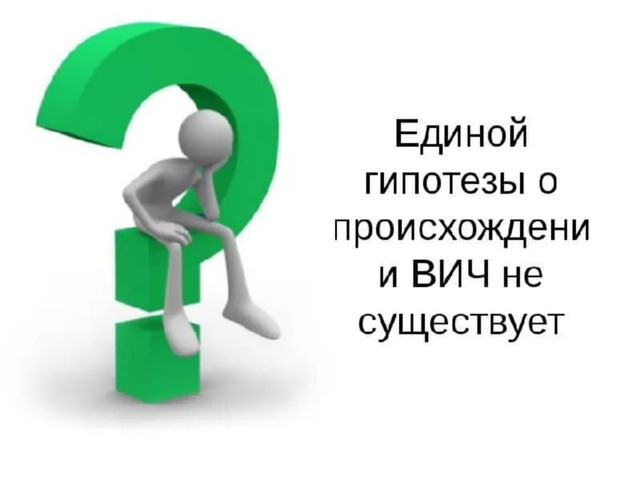 Единой
гипотезы о
происхождени
и ВИЧ не
существует